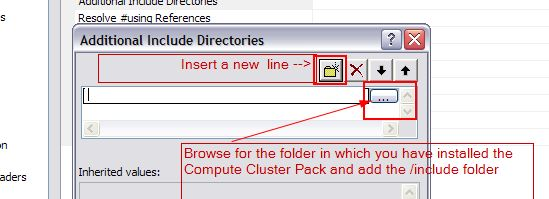 Additional Include Directories
Resolve #using References
Additional Include Directories
?
X
Insert a new line -->
...
Browse for the folder in which you have installed the
Compute Cluster Pack and add the /include folder
on
Inherited values:
aders